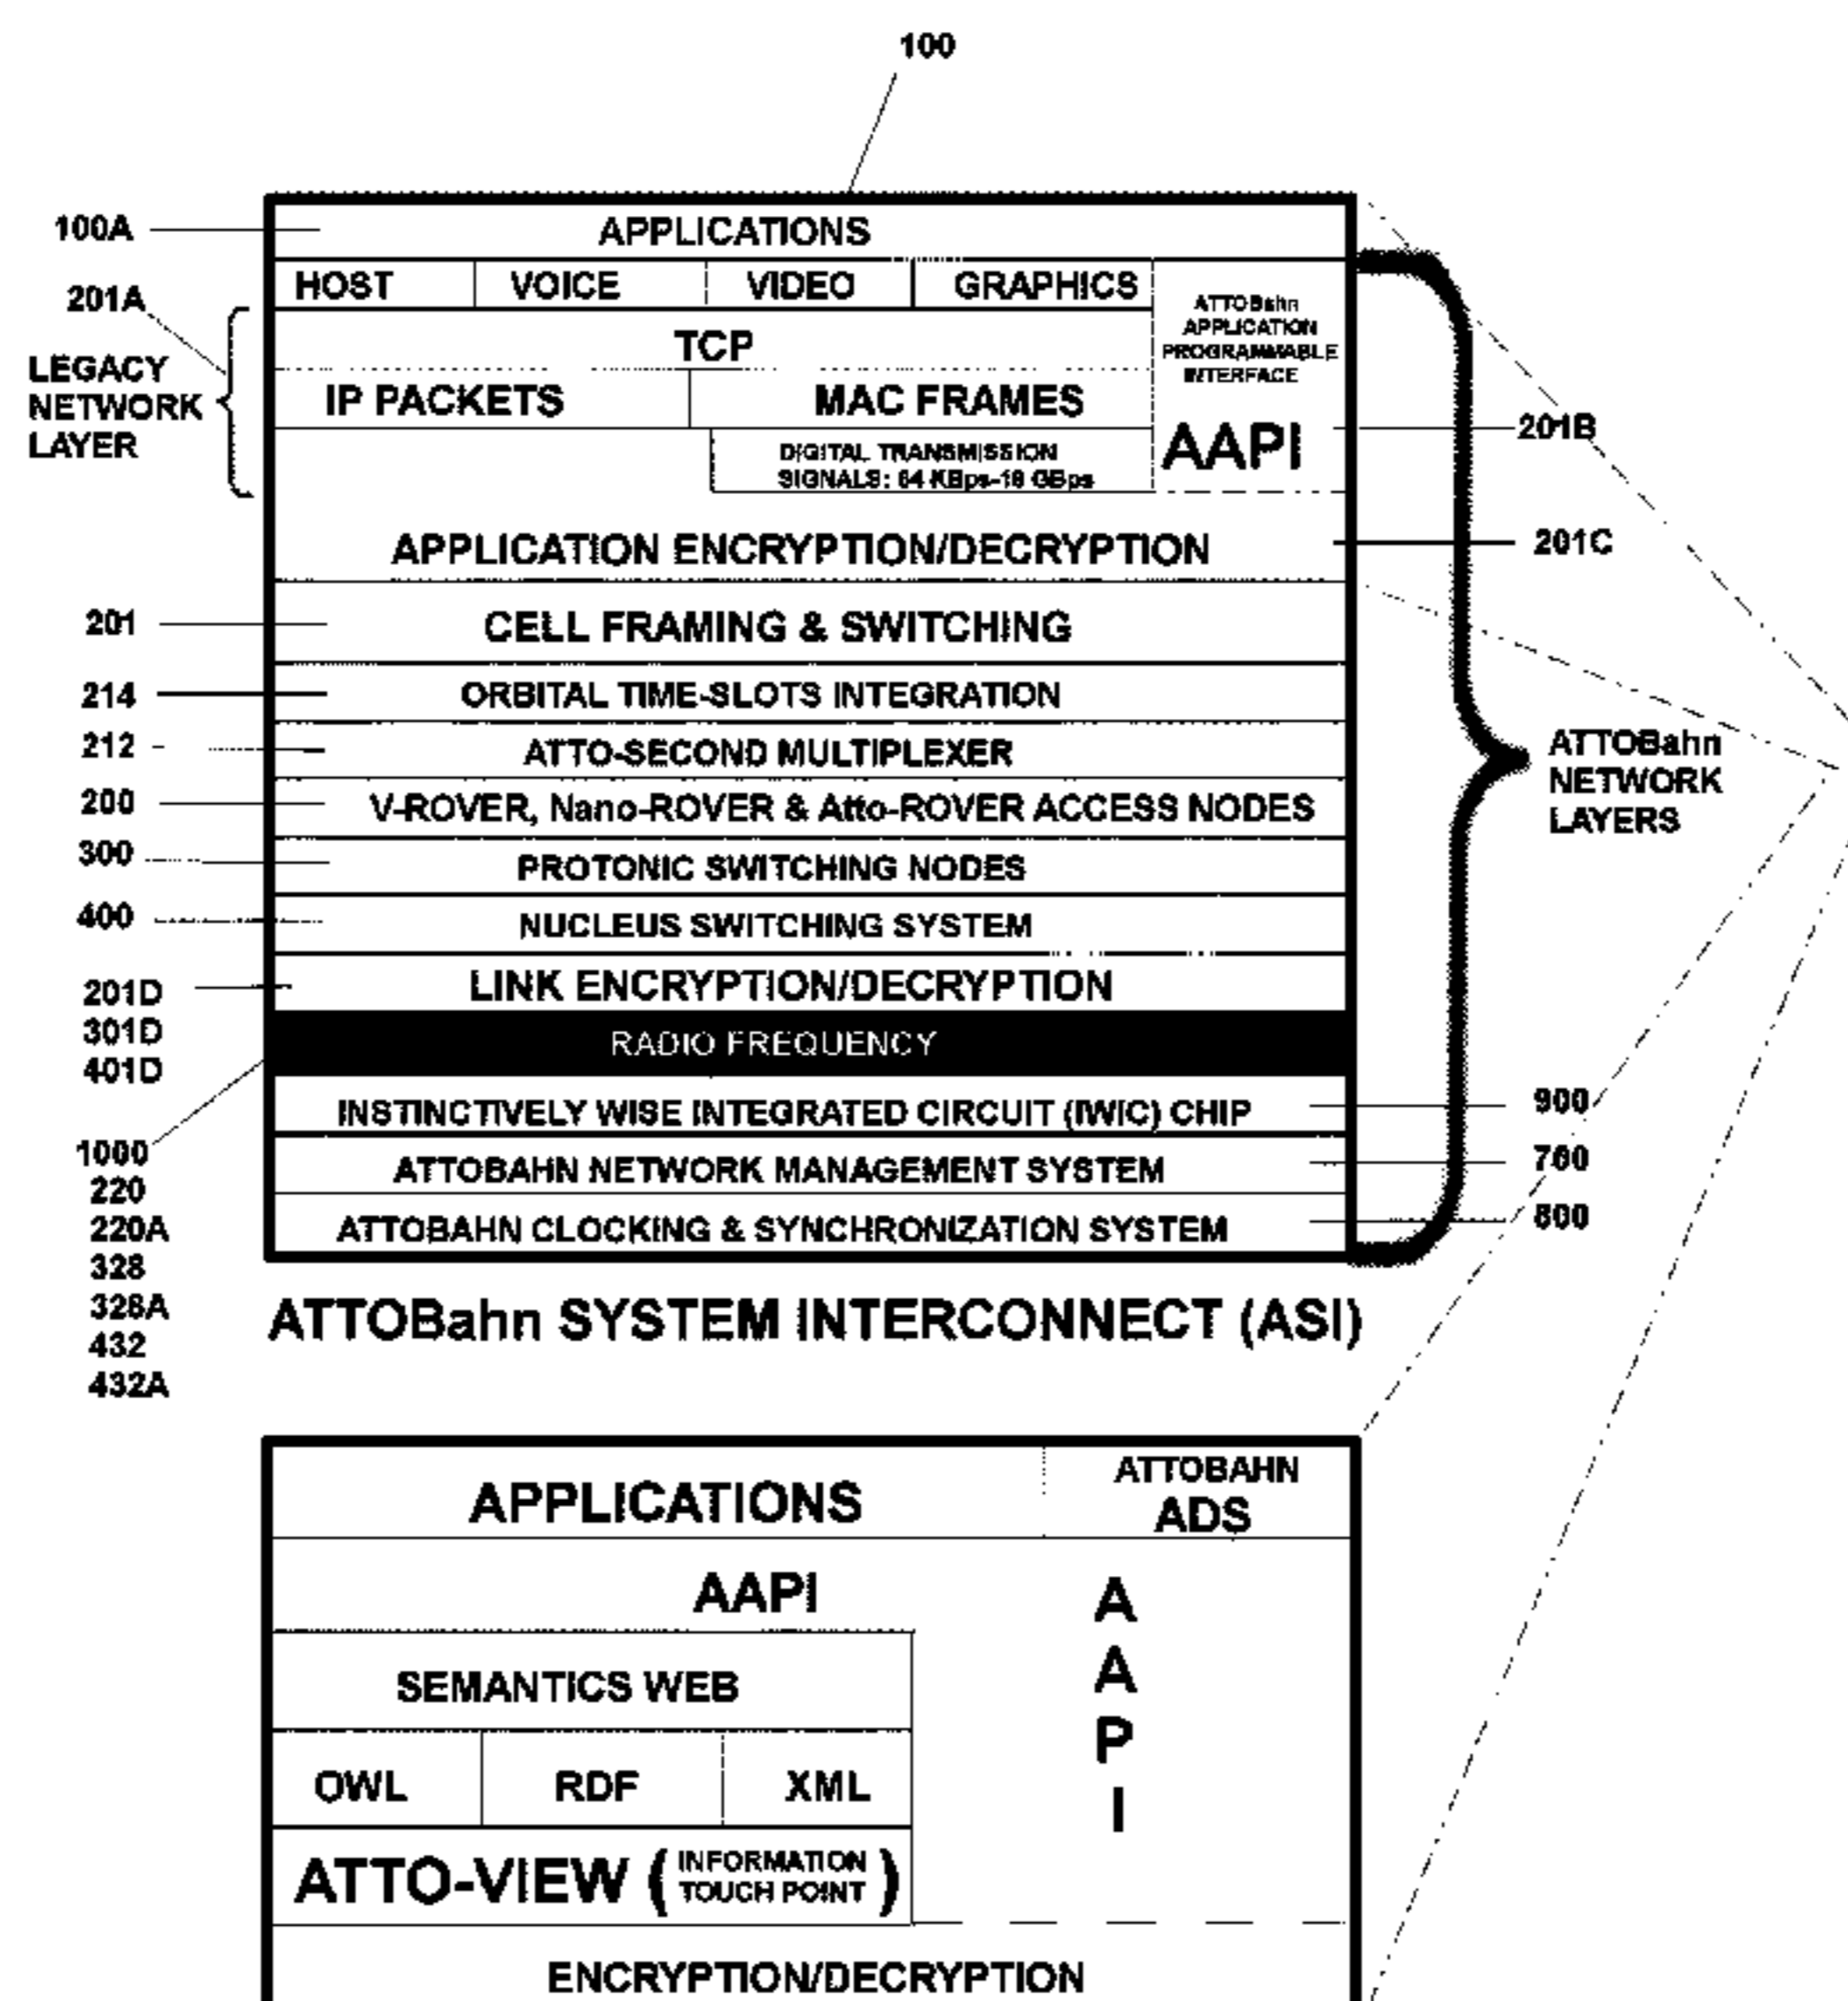 100
100A
APPLICATIONS
HOST VOICE VIDEO GRAPHICS
201A
ATTOBahn
APPLICATION
PROGRAMMABLE
INTERFACE
AAPI
201B
LEGACY
NETWORK
LAYER
TCP
IP PACKETS MAC FRAMES
DIGITAL TRANSMISSION
SIGNALS: 64 KBps-10 GBps
APPLICATION ENCRYPTION/DECRYPTION
201C
201
CELL FRAMING & SWITCHING
214
ORBITAL TIME-SLOTS INTEGRATION
212
ATTO-SECOND MULTIPLEXER
ATTOBahn
NETWORK
LAYERS
200
V-ROVER, Nano-ROVER & Atto-ROVER ACCESS NODES
300
PROTONIC SWITCHING NODES
400
NUCLEUS SWITCHING SYSTEM
201D
301D
401D
LINK ENCRYPTION/DECRYPTION
RADIO FREQUENCY
INSTINCTIVELY WISE INTEGRATED CIRCUIT (IWIC) CHIP
900
ATTOBAHN NETWORK MANAGEMENT SYSTEM
ATTOBAHN CLOCKING & SYNCHRONIZATION SYSTEM
1000
220
220A
328
328A
432
432A
ATTOBahn SYSTEM INTERCONNECT (ASI)
APPLICATIONS
ATTOBAHN
ADS
AAPI
A
A
P
I
SEMANTICS WEB
OWL RDF XML
ATTO-VIEW (INFORMATION
TOUCH POINT)
ENCRYPTION/DECRYPTION